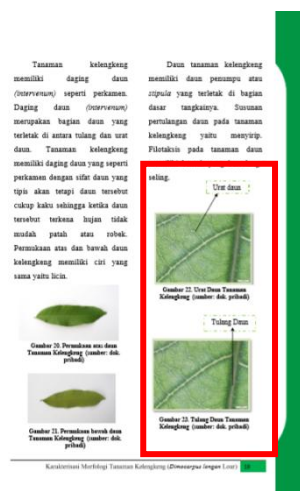 Tanaman kelengkeng
memiliki daging daun
(intervenum) seperti perkamen.
Daging daun (intervenum)
merupakan bagian daun yang
terletak di antara tulang dan urat
daun. Tanaman kelengkeng
memiliki daging daun yang seperti
perkamen dengan sifat daun yang
tipis akan tetapi daun tersebut
cukup kaku sehingga ketika daun
tersebut terkena hujan tidak
mudah patah atau robek.
Permukaan atas dan bawah daun
kelengkeng memiliki ciri yang
sama yaitu licin.
Gambar 20. Permukaan atas daun
Tanaman Kelengkeng (sumber: dok.
pribadi)
Gambar 21. Permukaan bawah daun
Tanaman Kelengkeng (sumber: dok.
pribadi)
Daun tanaman kelengkeng
memiliki daun penumpu atau
stipula yang terletak di bagian
dasar tangkainya. Susunan
pertulangan daun pada tanaman
kelengkeng yaitu menyirip.
Filotaksis pada tanaman daun
seling.
Urat daun
Gambar 22. Urat Daun Tanaman
Kelengkeng (sumber: dok. pribadi)
Tulang Daun
Gambar 23. Tulang Daun Tanaman
Kelengkeng (sumber: dok. pribadi)
Karakterisasi Morfologi Tanaman Kelengkeng (Dimocarpus longan Lour)